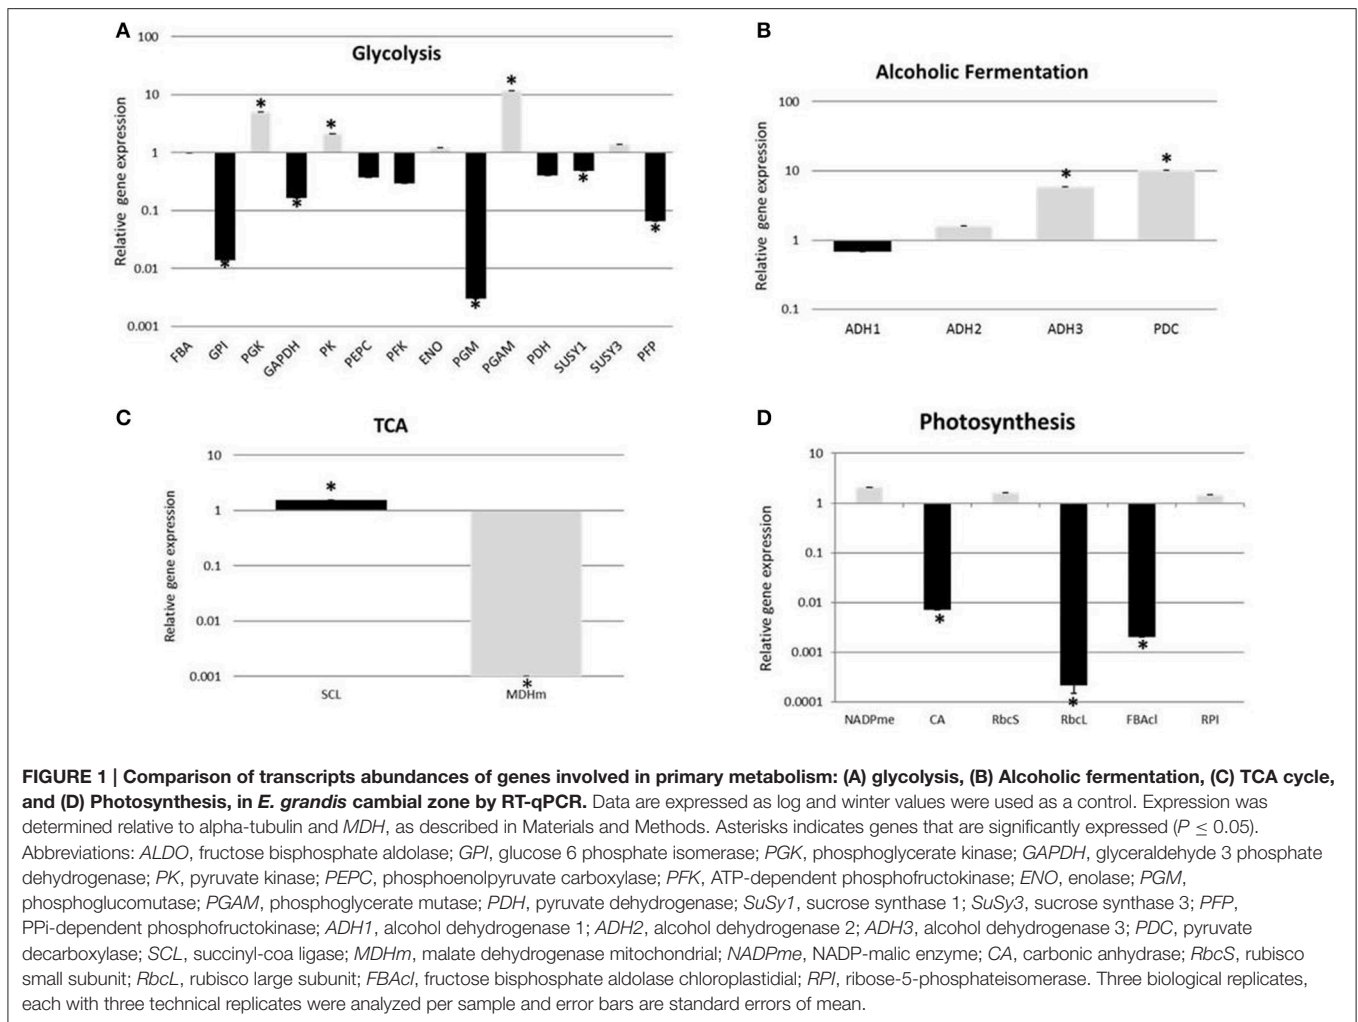 A
Glycolysis
Relative gene expression
100
10
1
0.1
0.01
0.001
* * * * * * * *
FBA GPI PGK GAPDH PK PEPC PFK ENO PGM PGAM PDH SUSY1 SUSY3 PFP
B
Alcoholic Fermentation
Relative gene expression
100
10
1
0.1
* *
ADH1 ADH2 ADH3 PDC
C
TCA
Relative gene expression
10
1
0.1
0.01
0.001
* *
SCL MDHm
D
Photosynthesis
Relative gene expression
10
1
0.1
0.01
0.001
0.0001
* * *
NADPme CA RbcS RbcL FBAcl RPI
FIGURE 1 | Comparison of transcripts abundances of genes involved in primary metabolism: (A) glycolysis, (B) Alcoholic fermentation, (C) TCA cycle,
and (D) Photosynthesis, in E. grandis cambial zone by RT-qPCR. Data are expressed as log and winter values were used as a control. Expression was
determined relative to alpha-tubulin and MDH, as described in Materials and Methods. Asterisks indicates genes that are significantly expressed (P ≤ 0.05).
Abbreviations: ALDO, fructose bisphosphate aldolase; GPI, glucose 6 phosphate isomerase; PGK, phosphoglycerate kinase; GAPDH, glyceraldehyde 3 phosphate
dehydrogenase; PK, pyruvate kinase; PEPC, phosphoenolpyruvate carboxylase; PFK, ATP-dependent phosphofructokinase; ENO, enolase; PGM,
phosphoglucomutase; PGAM, phosphoglycerate mutase; PDH, pyruvate dehydrogenase; SuSy1, sucrose synthase 1; SuSy3, sucrose synthase 3; PFP,
PPi-dependent phosphofructokinase; ADH1, alcohol dehydrogenase 1; ADH2, alcohol dehydrogenase 2; ADH3, alcohol dehydrogenase 3; PDC, pyruvate
decarboxylase; SCL, succinyl-coa ligase; MDHm, malate dehydrogenase mitochondrial; NADPme, NADP-malic enzyme; CA, carbonic anhydrase; RbcS, rubisco
small subunit; RbcL, rubisco large subunit; FBAcl, fructose bisphosphate aldolase chloroplastidial; RPI, ribose-5-phosphateisomerase. Three biological replicates,
each with three technical replicates were analyzed per sample and error bars are standard errors of mean.